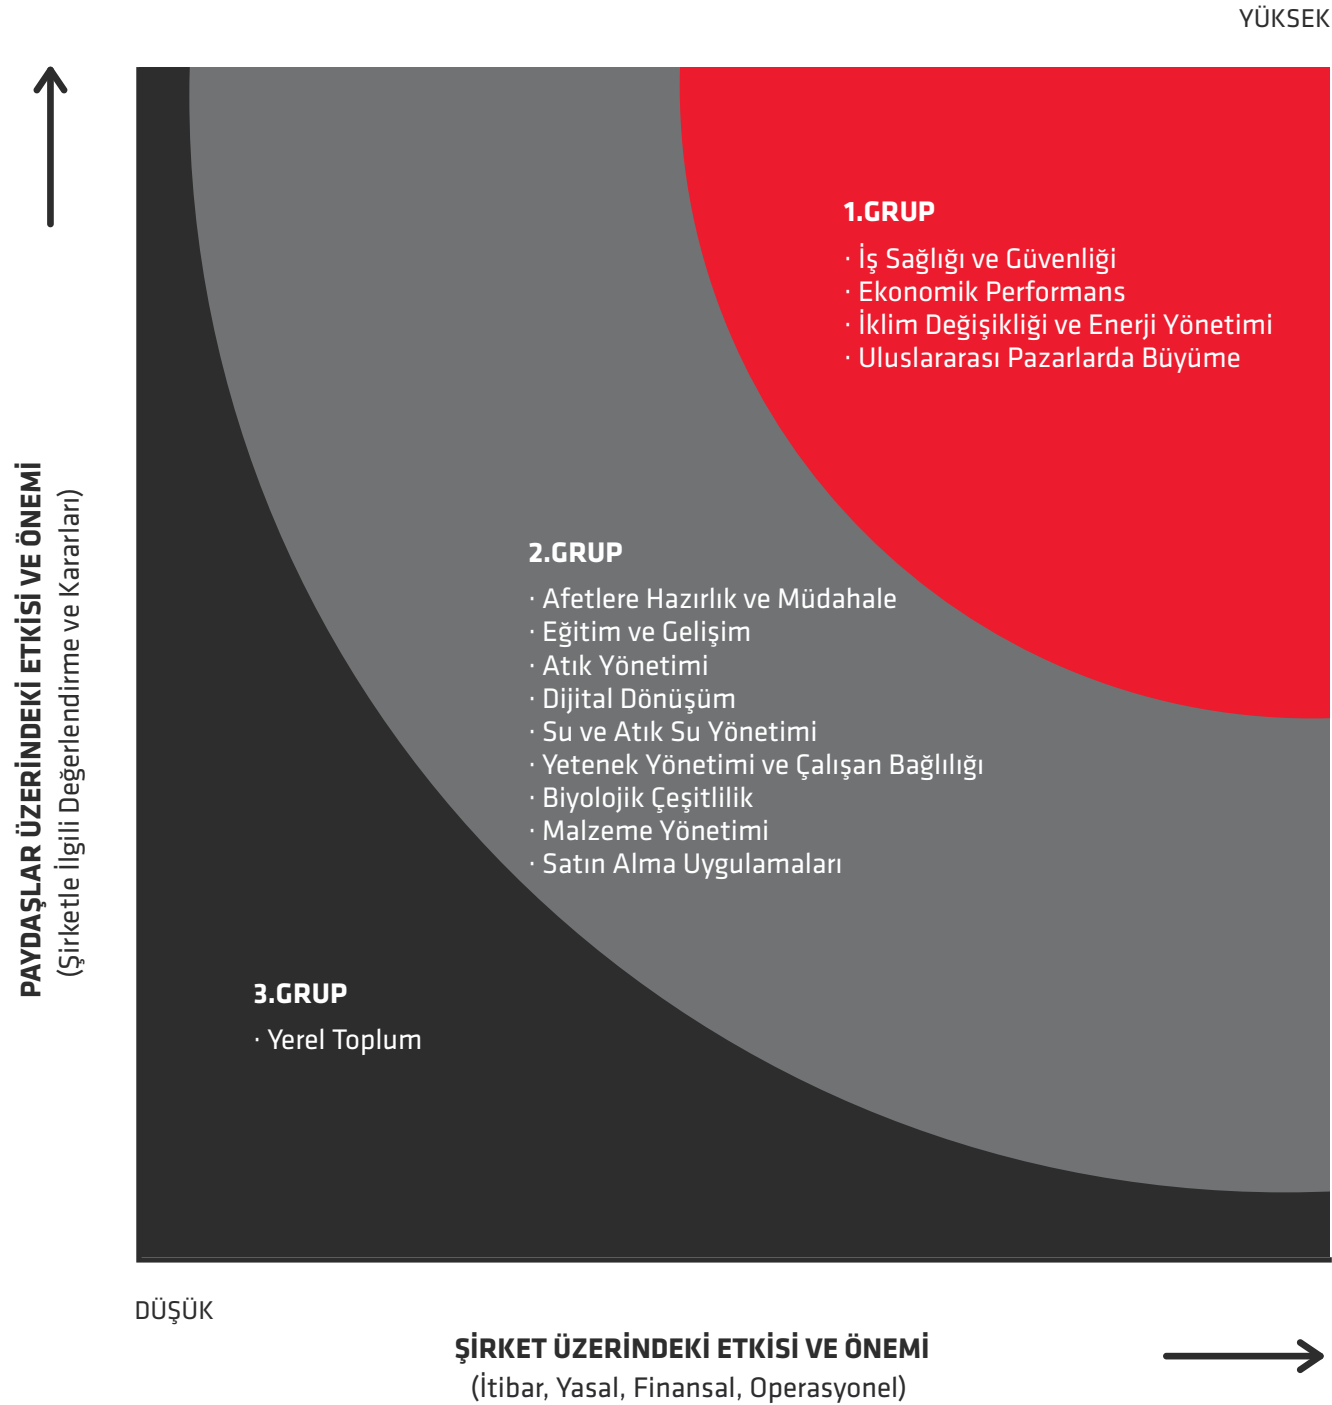 YÜKSEK
1.GRUP
· İş Sağlığı ve Güvenliği
· Ekonomik Performans
· İklim Değişikliği ve Enerji Yönetimi
· Uluslararası Pazarlarda Büyüme
PAYDAŞLAR ÜZERİNDEKİ ETKİSİ VE ÖNEMİ
(Şirketle İlgili Değerlendirme ve Kararları)
2.GRUP
· Afetlere Hazırlık ve Müdahale
· Eğitim ve Gelişim
· Atık Yönetimi
· Dijital Dönüşüm
· Su ve Atık Su Yönetimi
· Yetenek Yönetimi ve Çalışan Bağlılığı
· Biyolojik Çeşitlilik
· Malzeme Yönetimi
· Satın Alma Uygulamaları
3.GRUP
· Yerel Toplum
DÜŞÜK
ŞİRKET ÜZERİNDEKİ ETKİSİ VE ÖNEMİ
(İtibar, Yasal, Finansal, Operasyonel)